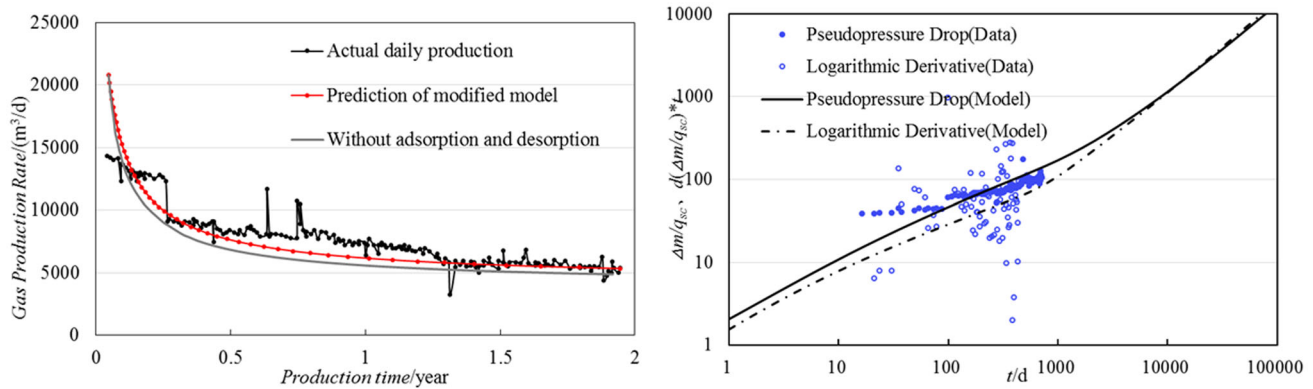 25000
20000
15000
10000
5000
0
Gas Production Rate/(m³/d)
Actual daily production
Prediction of modified model
Without adsorption and desorption
0 0.5 1 1.5 2
Production time/year
10000
1000
100
10
1
Δm/qsc、 d(Δm/qsc)*t
Pseudopressure Drop(Data)
Logarithmic Derivative(Data)
Pseudopressure Drop(Model)
Logarithmic Derivative(Model)
1 10 100 1000 10000 100000
t/d